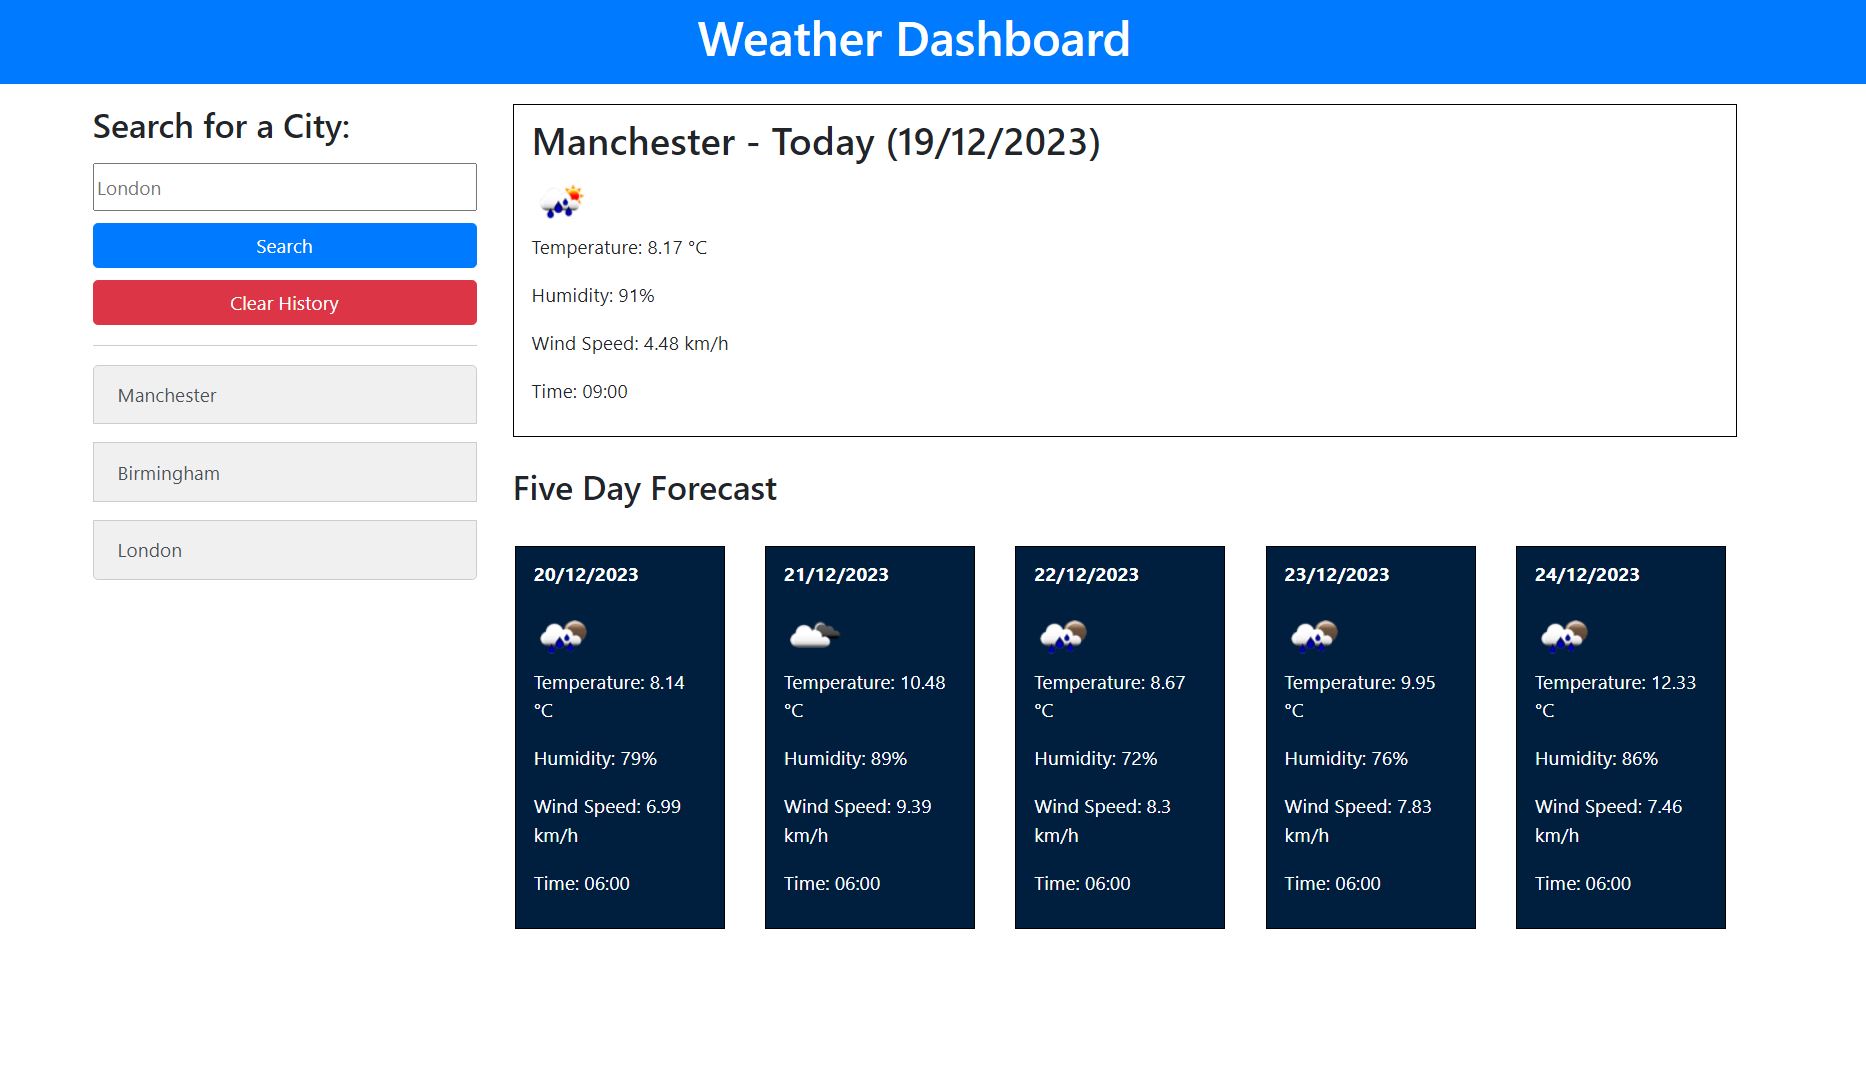 Weather Dashboard
Search for a City:
London
Search
Clear History
Manchester
Birmingham
London
Manchester - Today (19/12/2023)
Temperature: 8.17 °C
Humidity: 91%
Wind Speed: 4.48 km/h
Time: 09:00
Five Day Forecast
20/12/2023
Temperature: 8.14
°C
Humidity: 79%
Wind Speed: 6.99
km/h
Time: 06:00
21/12/2023
Temperature: 10.48
°C
Humidity: 89%
Wind Speed: 9.39
km/h
Time: 06:00
22/12/2023
Temperature: 8.67
°C
Humidity: 72%
Wind Speed: 8.3
km/h
Time: 06:00
23/12/2023
Temperature: 9.95
°C
Humidity: 76%
Wind Speed: 7.83
km/h
Time: 06:00
24/12/2023
Temperature: 12.33
°C
Humidity: 86%
Wind Speed: 7.46
km/h
Time: 06:00